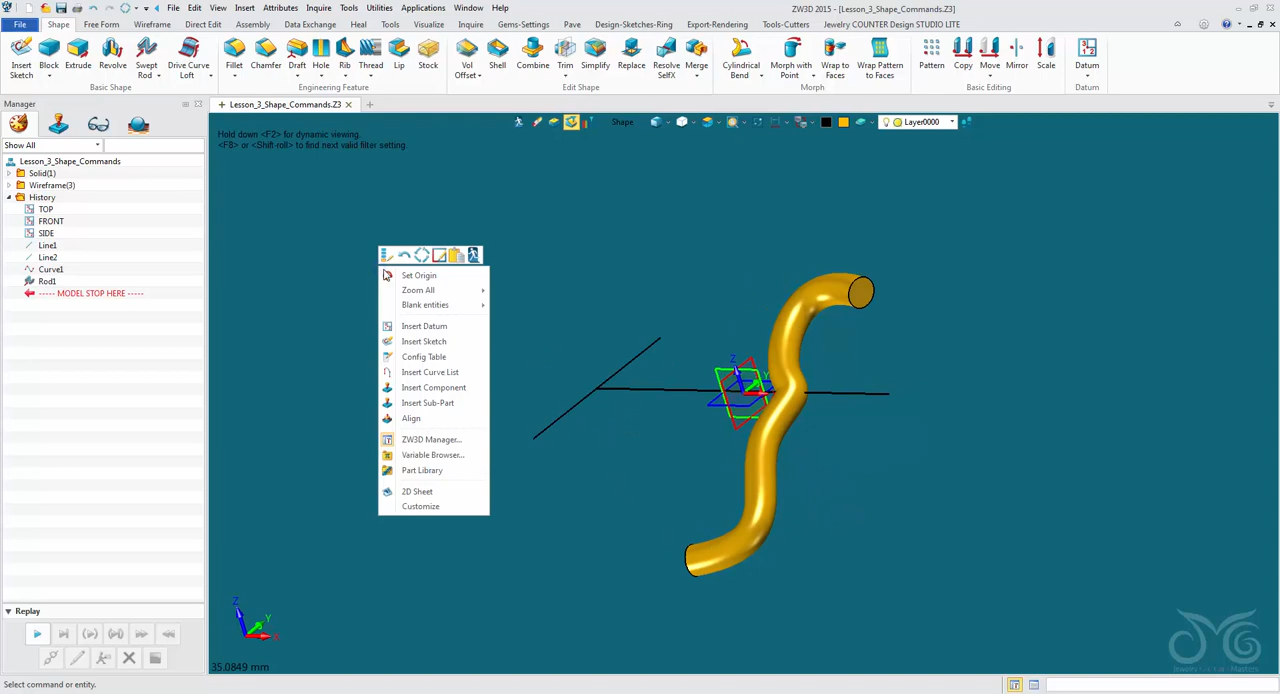 ZW3D 2015 - [Lesson_3_Shape_Commands.Z3]
File Edit View Insert Attributes Inquire Tools Utilities Applications Window Help
File Shape Free Form Wireframe Direct Edit Assembly Data Exchange Heal Tools Visualize Inquire Gems-Settings Pave Design-Sketches-Ring Export-Rendering Tools-Cutters Jewelry COUNTER Design STUDIO LITE
Insert Sketch Block Extrude Revolve Swept Rod Drive Curve Loft Fillet Chamfer Draft Hole Rib Thread Lip Stock Vol Offset Shell Combine Trim Simplify Replace Resolve SelfX Merge Cylindrical Bend Morph with Point Wrap to Faces Wrap Pattern to Faces Pattern Copy Move Mirror Scale Datum
Basic Shape Engineering Feature Edit Shape Morph Basic Editing Datum
Manager
Lesson_3_Shape_Commands.Z3
Shape
Layer0000
Hold down <F2> for dynamic viewing.
<F8> or <Shift-roll> to find next valid filter setting.
Show All
Lesson_3_Shape_Commands
Solid(1)
Wireframe(3)
History
TOP
FRONT
SIDE
Line1
Line2
Curve1
Rod1
----- MODEL STOP HERE -----
Set Origin
Zoom All
Blank entities
Insert Datum
Insert Sketch
Config Table
Insert Curve List
Insert Component
Insert Sub-Part
Align
ZW3D Manager...
Variable Browser...
Part Library
2D Sheet
Customize
Z
Y
Z
Y
Replay
35.0849 mm
Select command or entity.